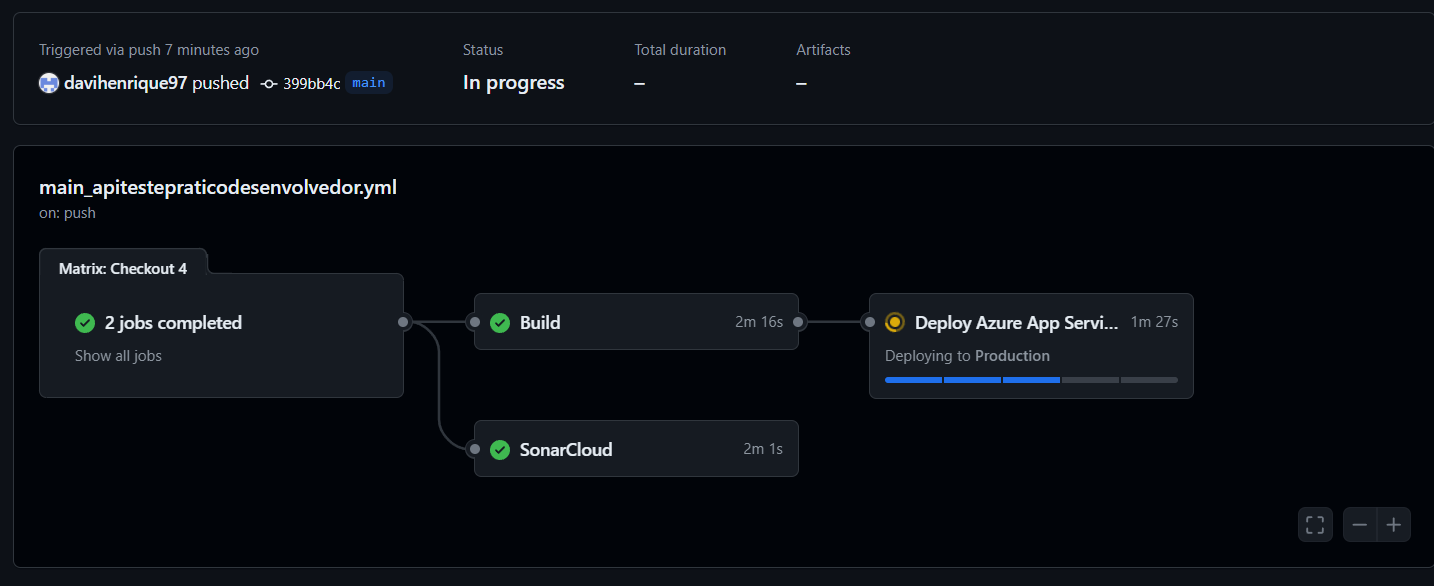 Triggered via push 7 minutes ago
davihenrique97 pushed 399bb4c main
Status
In progress
Total duration
–
Artifacts
–
main_apitestepraticodesenvolvedor.yml
on: push
Matrix: Checkout 4
2 jobs completed
Show all jobs
Build 2m 16s
SonarCloud 2m 1s
Deploy Azure App Servi... 1m 27s
Deploying to Production